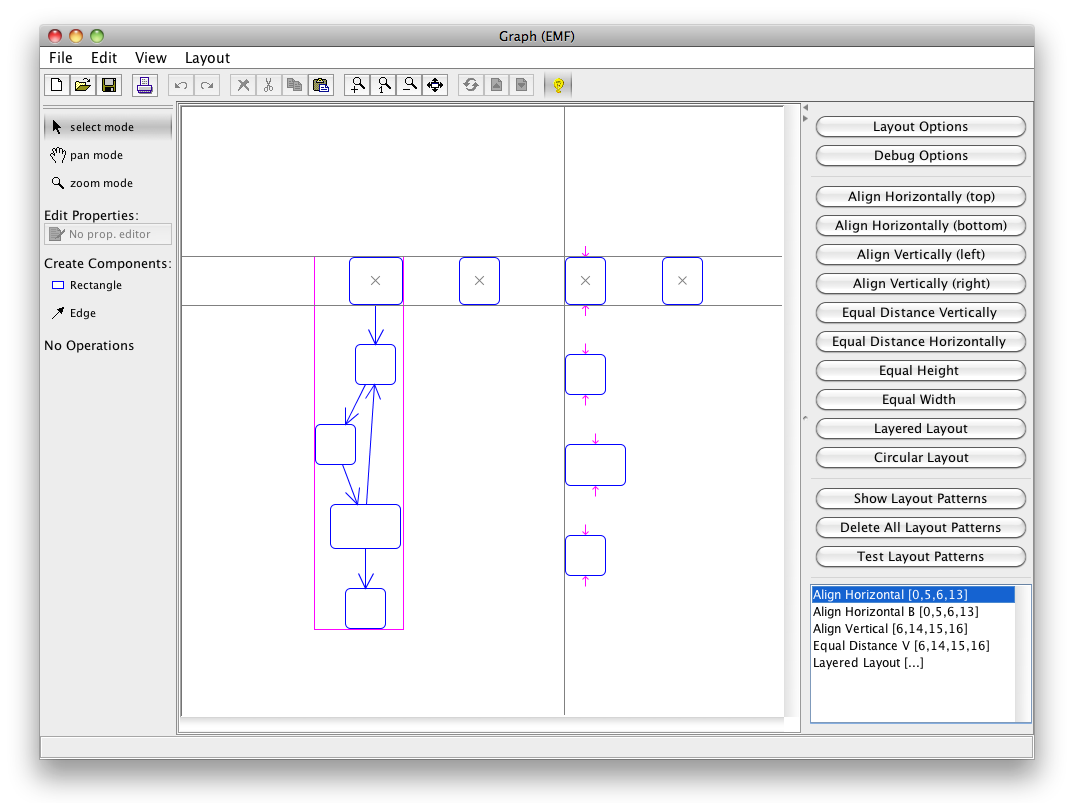 Graph (EMF)
File Edit View Layout
select mode
pan mode
zoom mode
Edit Properties:
No prop. editor
Create Components:
Rectangle
Edge
No Operations
Layout Options
Debug Options
Align Horizontally (top)
Align Horizontally (bottom)
Align Vertically (left)
Align Vertically (right)
Equal Distance Vertically
Equal Distance Horizontally
Equal Height
Equal Width
Layered Layout
Circular Layout
Show Layout Patterns
Delete All Layout Patterns
Test Layout Patterns
Align Horizontal [0,5,6,13]
Align Horizontal B [0,5,6,13]
Align Vertical [6,14,15,16]
Equal Distance V [6,14,15,16]
Layered Layout [...]